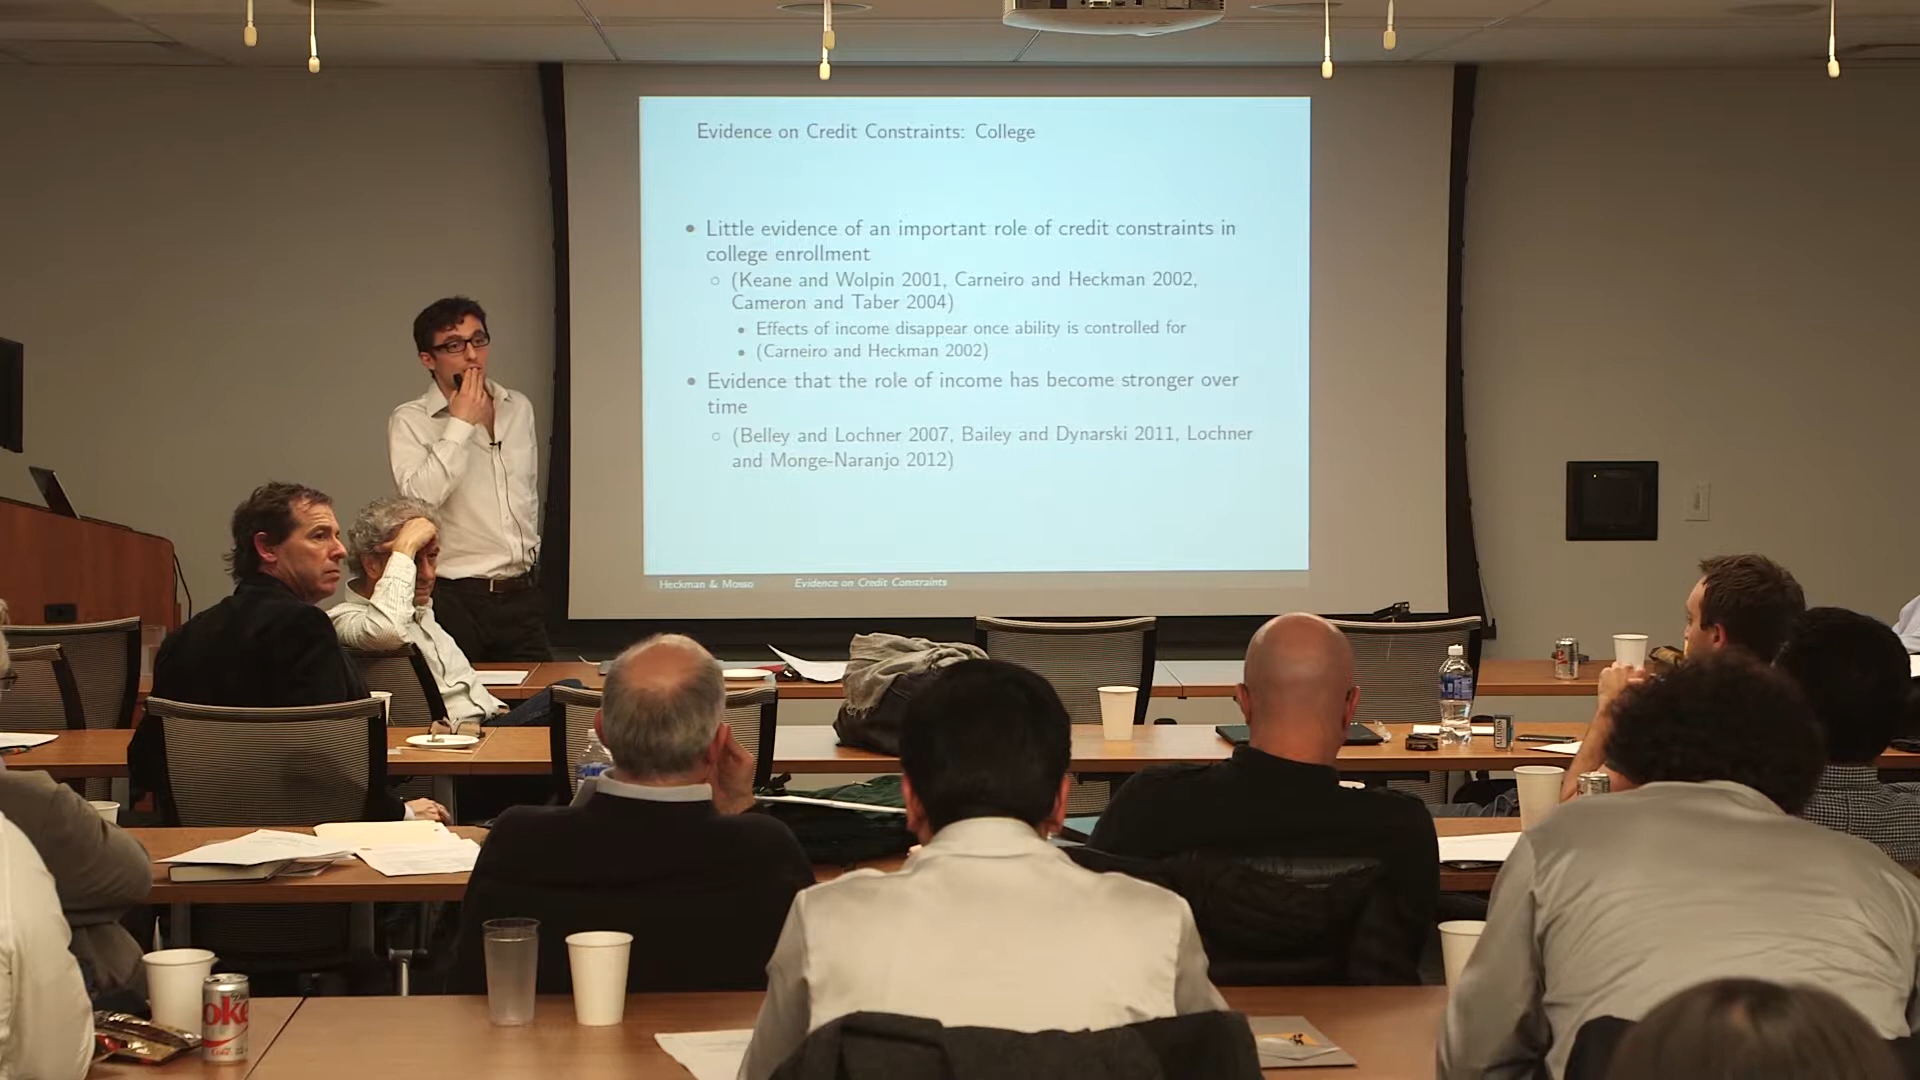 Evidence on Credit Constraints: College
• Little evidence of an important role of credit constraints in
college enrollment
○ (Keane and Wolpin 2001, Carneiro and Heckman 2002,
Cameron and Taber 2004)
• Effects of income disappear once ability is controlled for
• (Carneiro and Heckman 2002)
• Evidence that the role of income has become stronger over
time
○ (Belley and Lochner 2007, Bailey and Dynarski 2011, Lochner
and Monge-Naranjo 2012)
Heckman & Mosso Evidence on Credit Constraints
ALTOIDS
oke